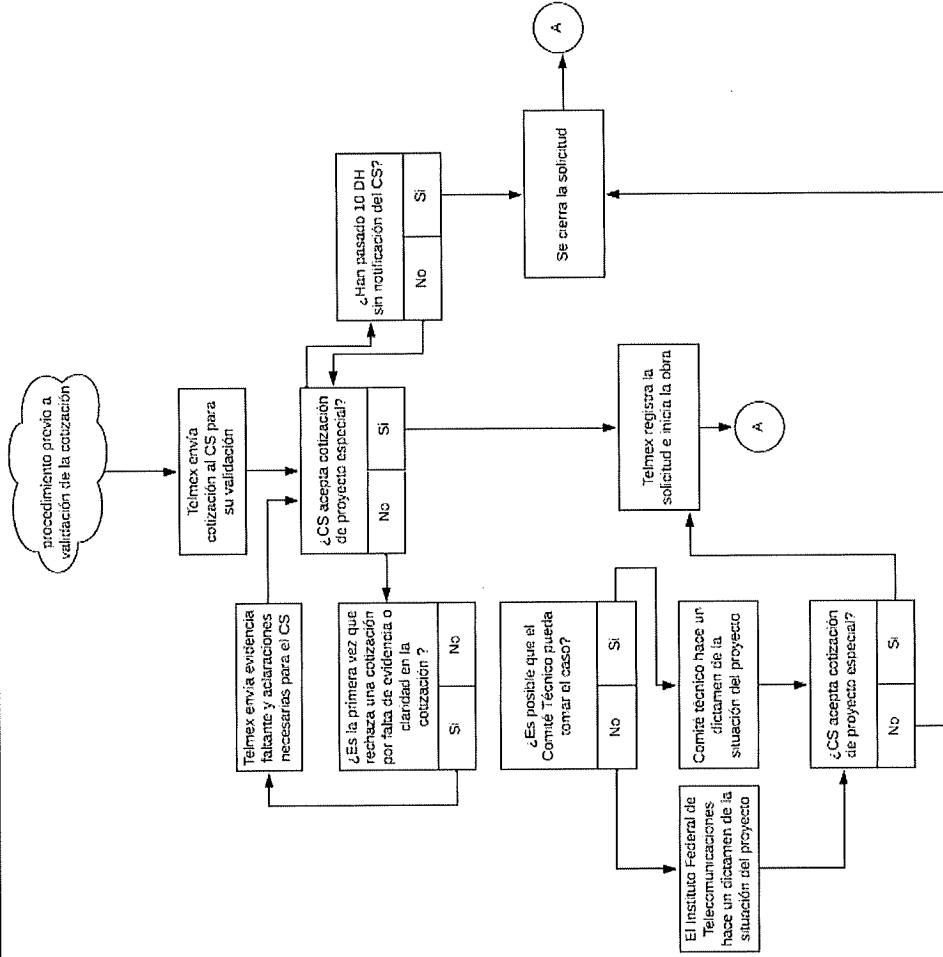 procedimiento previo a
validación de la cotización
Telmex envía
cotización al CS para
su validación
Telmex envía evidencia
faltante y aclaraciones
necesarias para el CS
¿CS acepta cotización
de proyecto especial?
No
Si
¿Han pasado 10 DH
sin notificación del CS?
No
Si
¿Es la primera vez que
rechaza una cotización
por falta de evidencia o
claridad en la
cotización ?
Si
No
Se cierra la solicitud
A
¿Es posible que el
Comité Técnico pueda
tomar el caso?
No
Si
Telmex registra la
solicitud e inicia la obra
A
El Instituto Federal de
Telecomunicaciones
hace un dictamen de la
situación del proyecto
Comité técnico hace un
dictamen de la
situación del proyecto
¿CS acepta cotización
de proyecto especial?
No
Si